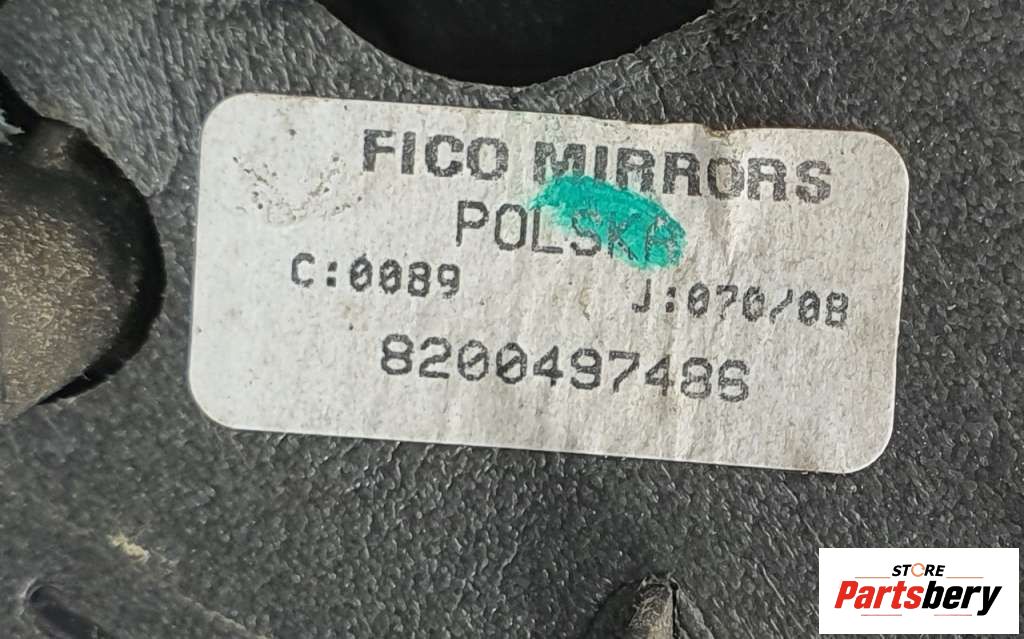 FICO MIRRORS
POLSKA
C:0089 J:070/08
8200497486
STORE
Partsbery